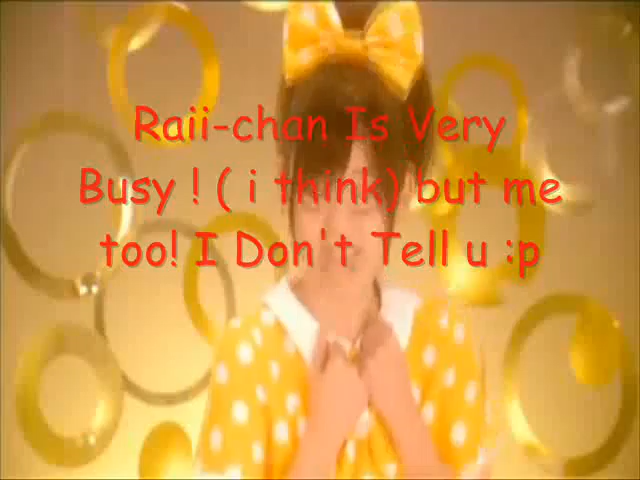 Raii-chan Is Very
Busy ! ( i think) but me
too! I Don't Tell u :p